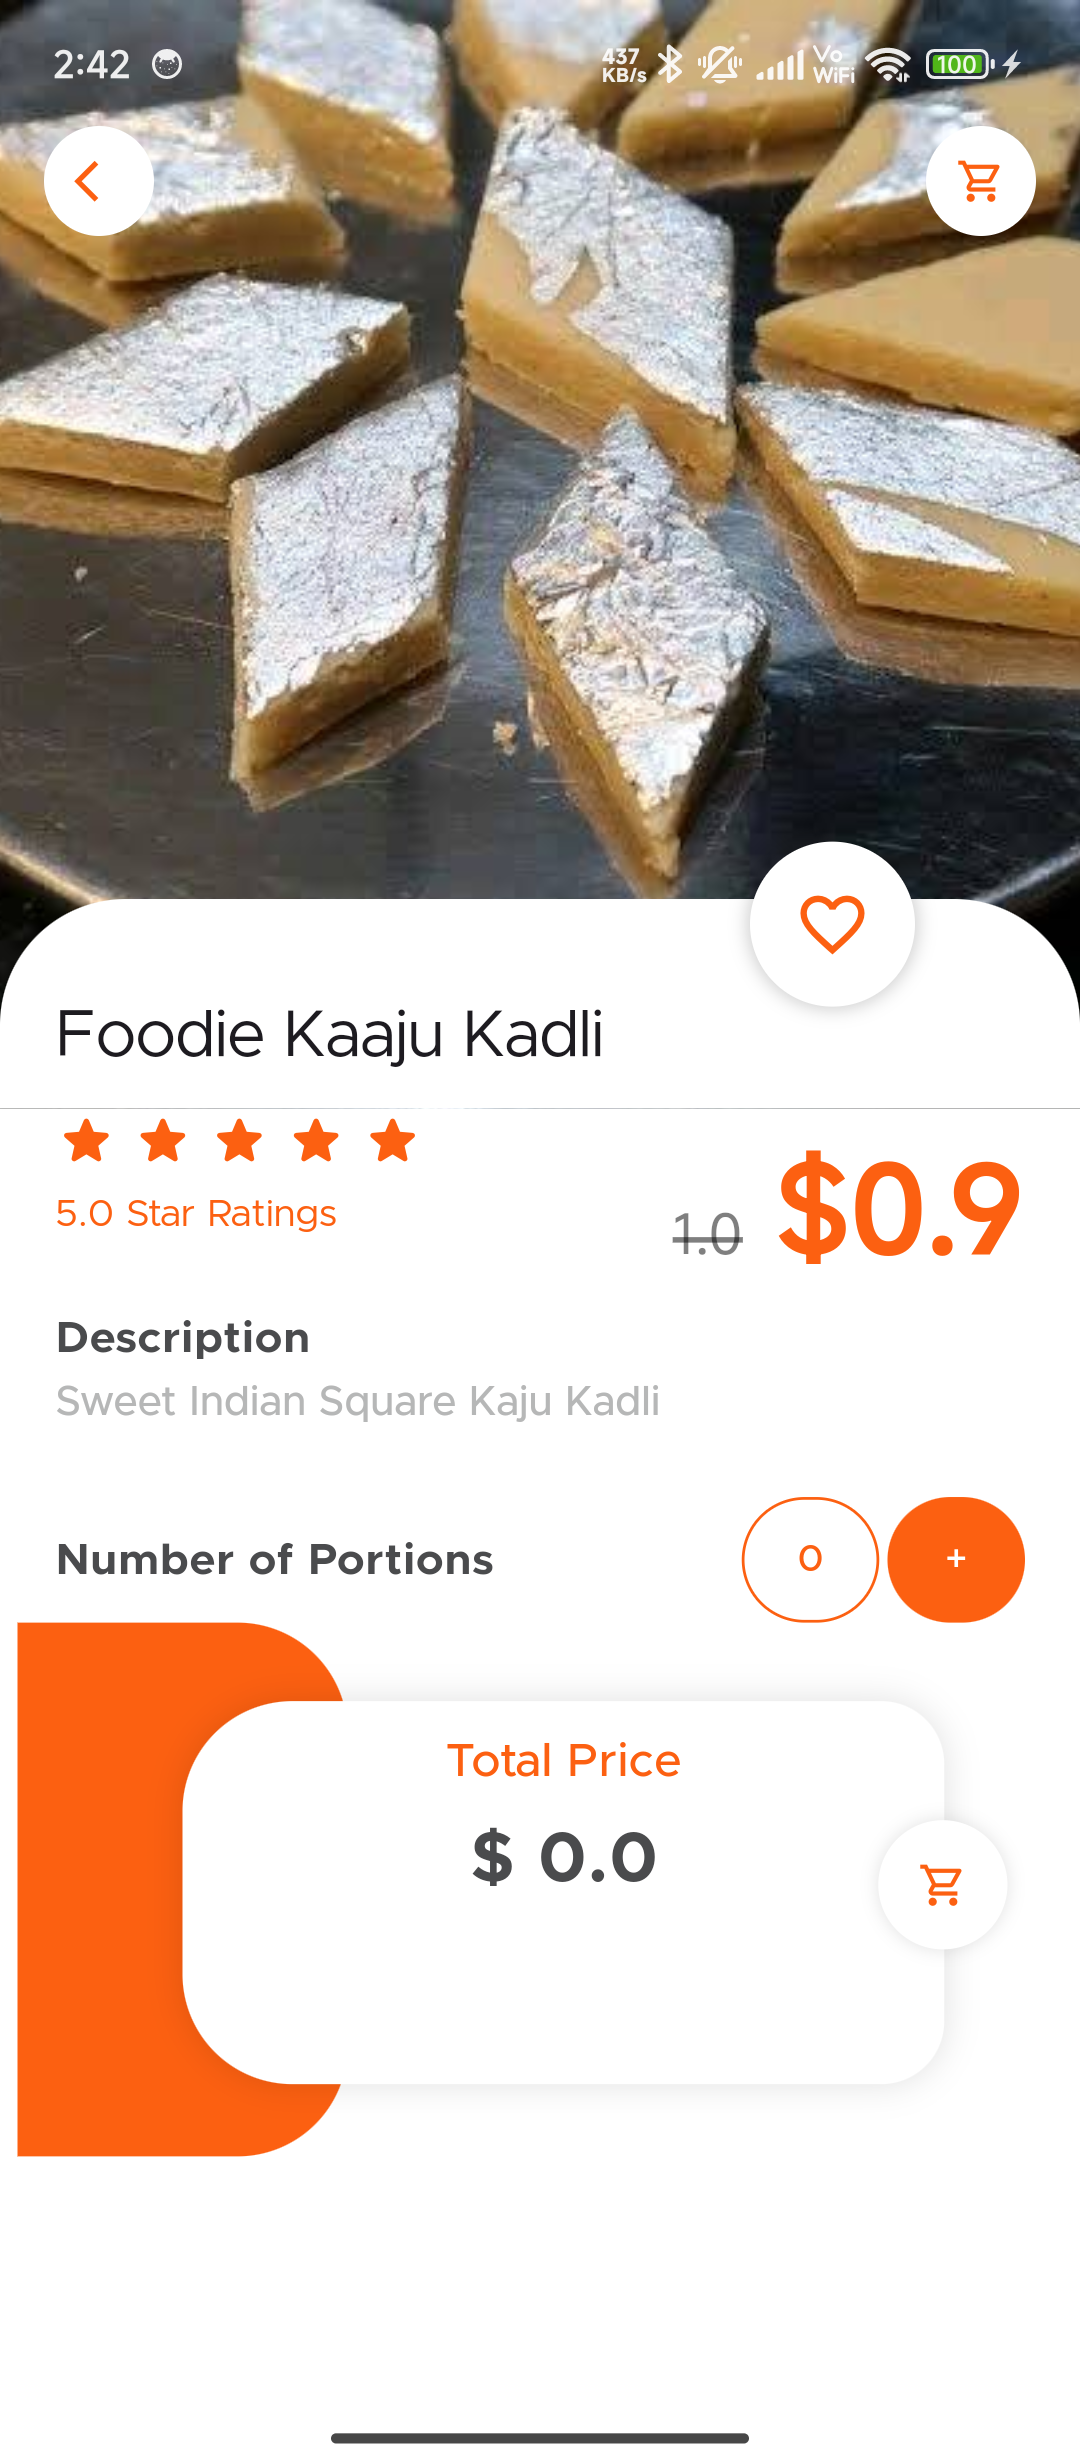 2:42
437
KB/s
Vo
WiFi
100
Foodie Kaaju Kadli
5.0 Star Ratings
1.0 $0.9
Description
Sweet Indian Square Kaju Kadli
Number of Portions 0 +
Total Price
$ 0.0